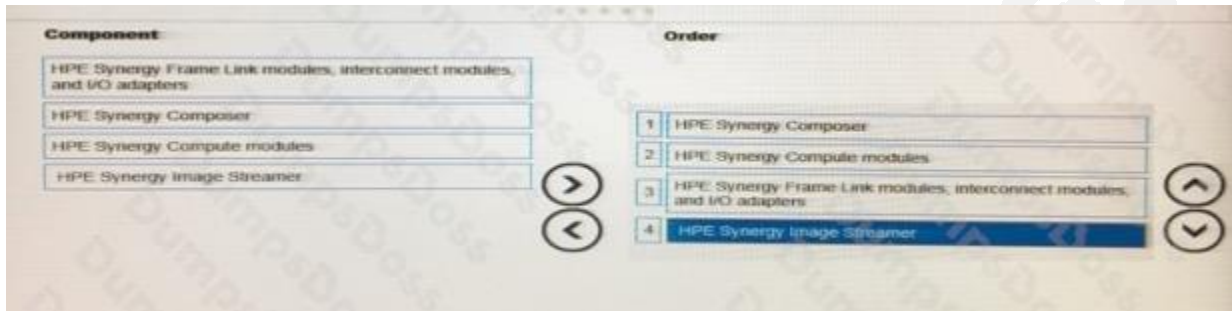 Component
HPE Synergy Frame Link modules, interconnect modules,
and I/O adapters
HPE Synergy Composer
HPE Synergy Compute modules
HPE Synergy Image Streamer
Order
1 HPE Synergy Composer
2 HPE Synergy Compute modules
3 HPE Synergy Frame Link modules, interconnect modules,
and I/O adapters
4 HPE Synergy Image Streamer
DumpsDoss